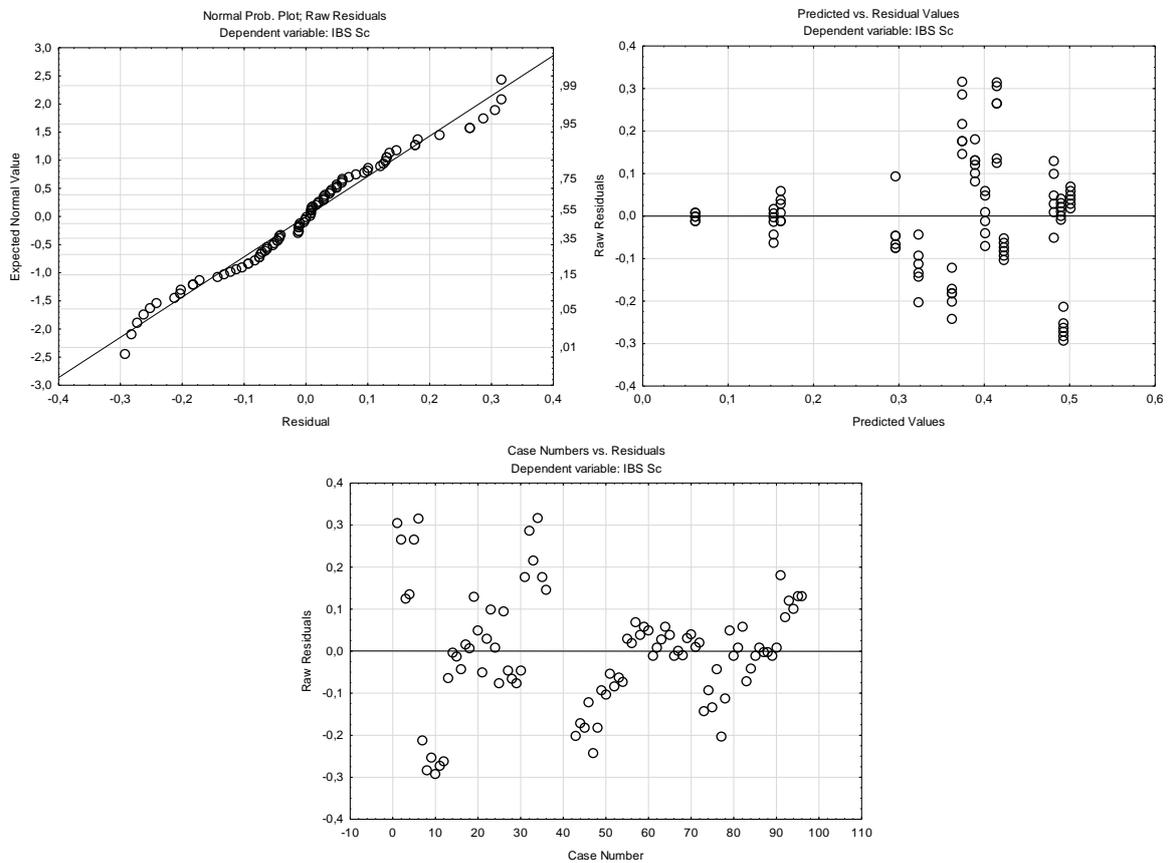 Normal Prob. Plot; Raw Residuals
Dependent variable: IBS Sc
3,0
2,5
2,0
1,5
1,0
0,5
0,0
-0,5
-1,0
-1,5
-2,0
-2,5
-3,0
Expected Normal Value
,99
,95
,75
,55
,35
,15
,05
,01
-0,4 -0,3 -0,2 -0,1 0,0 0,1 0,2 0,3 0,4
Residual
Predicted vs. Residual Values
Dependent variable: IBS Sc
0,4
0,3
0,2
0,1
0,0
-0,1
-0,2
-0,3
-0,4
Raw Residuals
0,0 0,1 0,2 0,3 0,4 0,5 0,6
Predicted Values
Case Numbers vs. Residuals
Dependent variable: IBS Sc
0,4
0,3
0,2
0,1
0,0
-0,1
-0,2
-0,3
-0,4
Raw Residuals
-10 0 10 20 30 40 50 60 70 80 90 100 110
Case Number